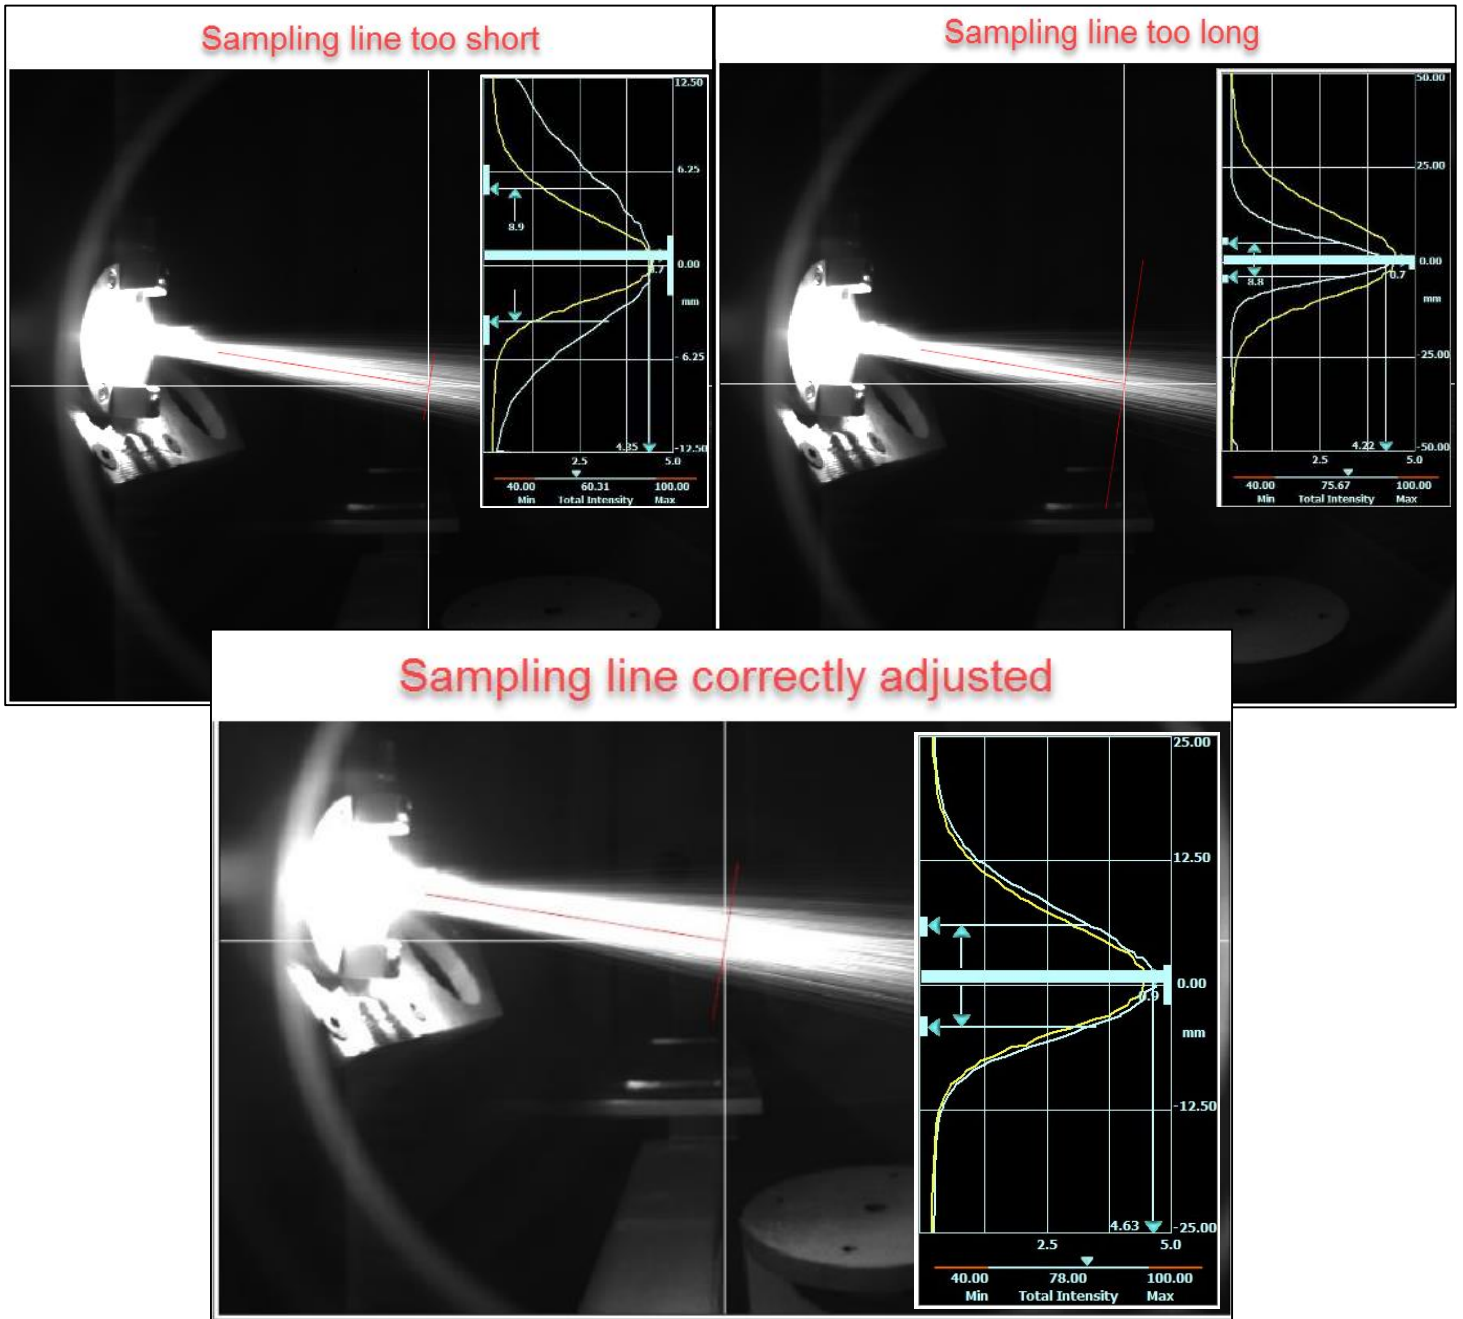 Sampling line too short
12.50
6.25
8.9
0.00
0.7
mm
-6.25
4.35
-12.50
2.5 5.0
40.00 60.31 100.00
Min Total Intensity Max
Sampling line too long
50.00
25.00
0.00
0.7
8.8
mm
-25.00
4.22
-50.00
2.5 5.0
40.00 75.67 100.00
Min Total Intensity Max
Sampling line correctly adjusted
25.00
12.50
0.00
0.9
mm
-12.50
4.63
-25.00
2.5 5.0
40.00 78.00 100.00
Min Total Intensity Max